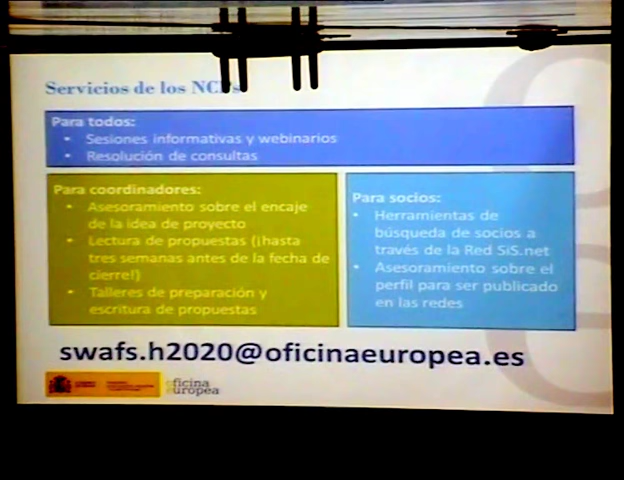 Servicios de los NCPs
Para todos:
• Sesiones informativas y webinarios
• Resolución de consultas
Para coordinadores:
• Asesoramiento sobre el encaje
de la idea de proyecto
• Lectura de propuestas (¡hasta
tres semanas antes de la fecha de
cierre!)
• Talleres de preparación y
escritura de propuestas
Para socios:
• Herramientas de
búsqueda de socios a
través de la Red SiS.net
• Asesoramiento sobre el
perfil para ser publicado
en las redes
swafs.h2020@oficinaeuropea.es
oficina
europea